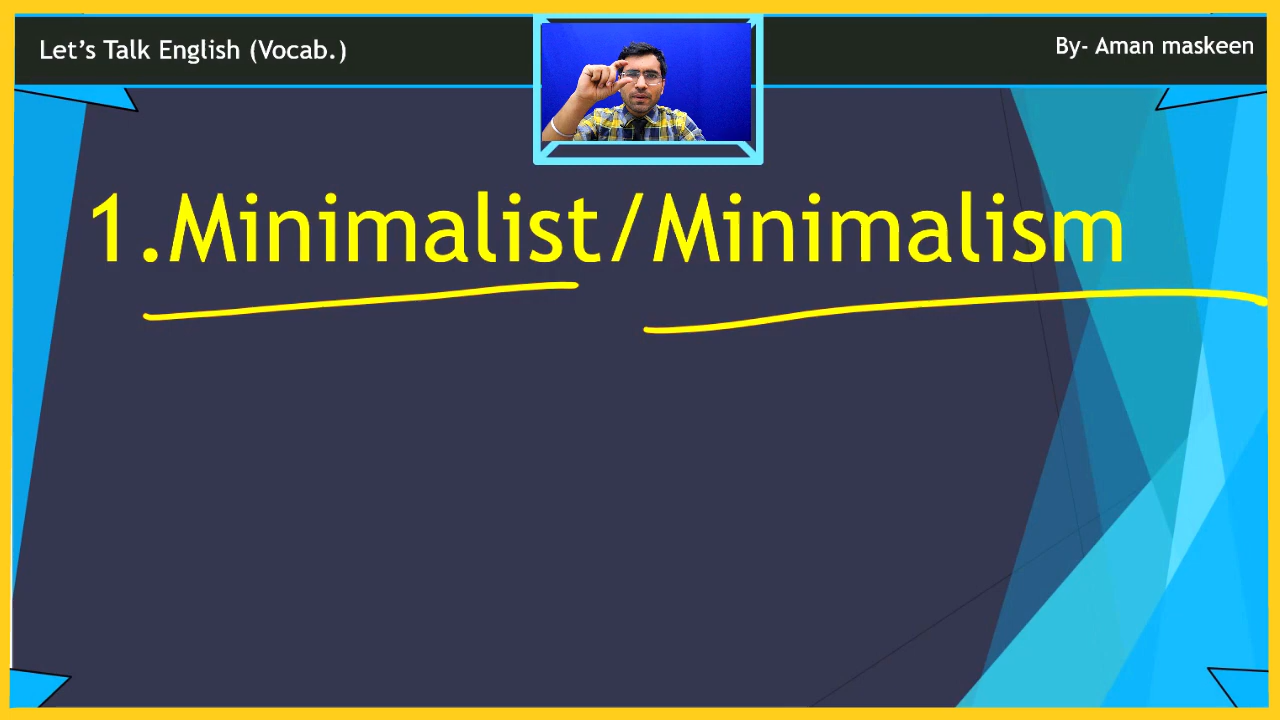 Let's Talk English (Vocab.)
By- Aman maskeen
1.Minimalist/Minimalism